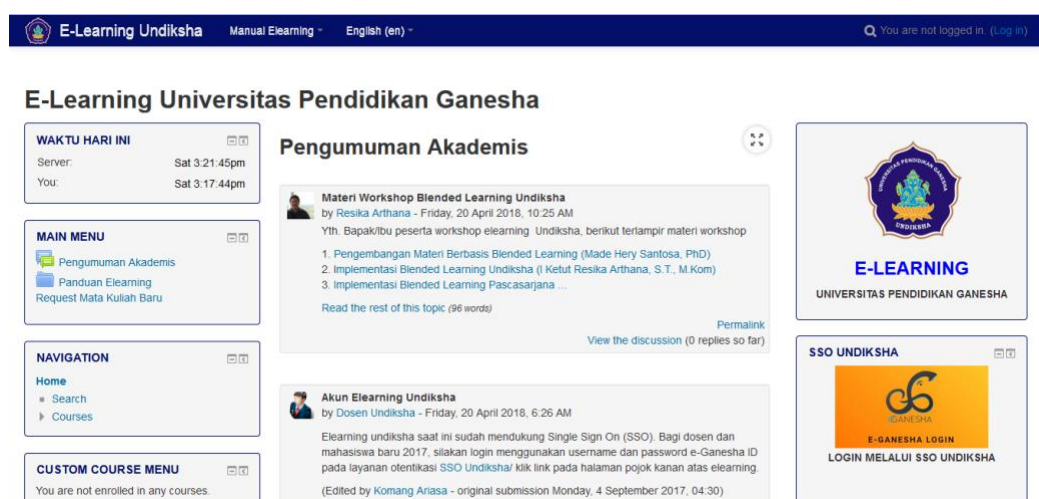 E-Learning Undiksha Manual Elearning English (en) You are not logged in. (Log in)
E-Learning Universitas Pendidikan Ganesha
WAKTU HARI INI
Server: Sat 3:21:45pm
You: Sat 3:17:44pm
MAIN MENU
Pengumuman Akademis
Panduan Elearning
Request Mata Kuliah Baru
NAVIGATION
Home
Search
Courses
CUSTOM COURSE MENU
You are not enrolled in any courses.
Pengumuman Akademis
Materi Workshop Blended Learning Undiksha
by Resika Arthana - Friday, 20 April 2018, 10:25 AM
Yth. Bapak/Ibu peserta workshop elearning Undiksha, berikut terlampir materi workshop
1. Pengembangan Materi Berbasis Blended Learning (Made Hery Santosa, PhD)
2. Implementasi Blended Learning Undiksha (I Ketut Resika Arthana, S.T., M.Kom)
3. Implementasi Blended Learning Pascasarjana ...
Read the rest of this topic (96 words)
Permalink
View the discussion (0 replies so far)
Akun Elearning Undiksha
by Dosen Undiksha - Friday, 20 April 2018, 6:26 AM
Elearning undiksha saat ini sudah mendukung Single Sign On (SSO). Bagi dosen dan
mahasiswa baru 2017, silakan login menggunakan username dan password e-Ganesha ID
pada layanan otentikasi SSO Undiksha/ klik link pada halaman pojok kanan atas elearning.
(Edited by Komang Ariasa - original submission Monday, 4 September 2017, 04:30)
UNIVERSITAS PENDIDIKAN GANESHA
UNDIKSHA
E-LEARNING
UNIVERSITAS PENDIDIKAN GANESHA
SSO UNDIKSHA
GANESHA
E-GANESHA LOGIN
LOGIN MELALUI SSO UNDIKSHA